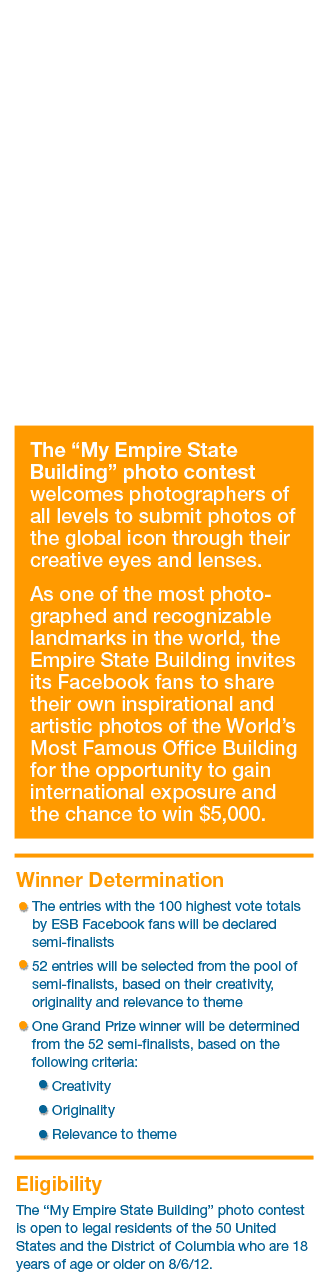 The “My Empire State
Building” photo contest
welcomes photographers of
all levels to submit photos of
the global icon through their
creative eyes and lenses.
As one of the most photo-
graphed and recognizable
landmarks in the world, the
Empire State Building invites
its Facebook fans to share
their own inspirational and
artistic photos of the World’s
Most Famous Office Building
for the opportunity to gain
international exposure and
the chance to win $5,000.
Winner Determination
The entries with the 100 highest vote totals
by ESB Facebook fans will be declared
semi-finalists
52 entries will be selected from the pool of
semi-finalists, based on their creativity,
originality and relevance to theme
One Grand Prize winner will be determined
from the 52 semi-finalists, based on the
following criteria:
Creativity
Originality
Relevance to theme
Eligibility
The “My Empire State Building” photo contest
is open to legal residents of the 50 United
States and the District of Columbia who are 18
years of age or older on 8/6/12.